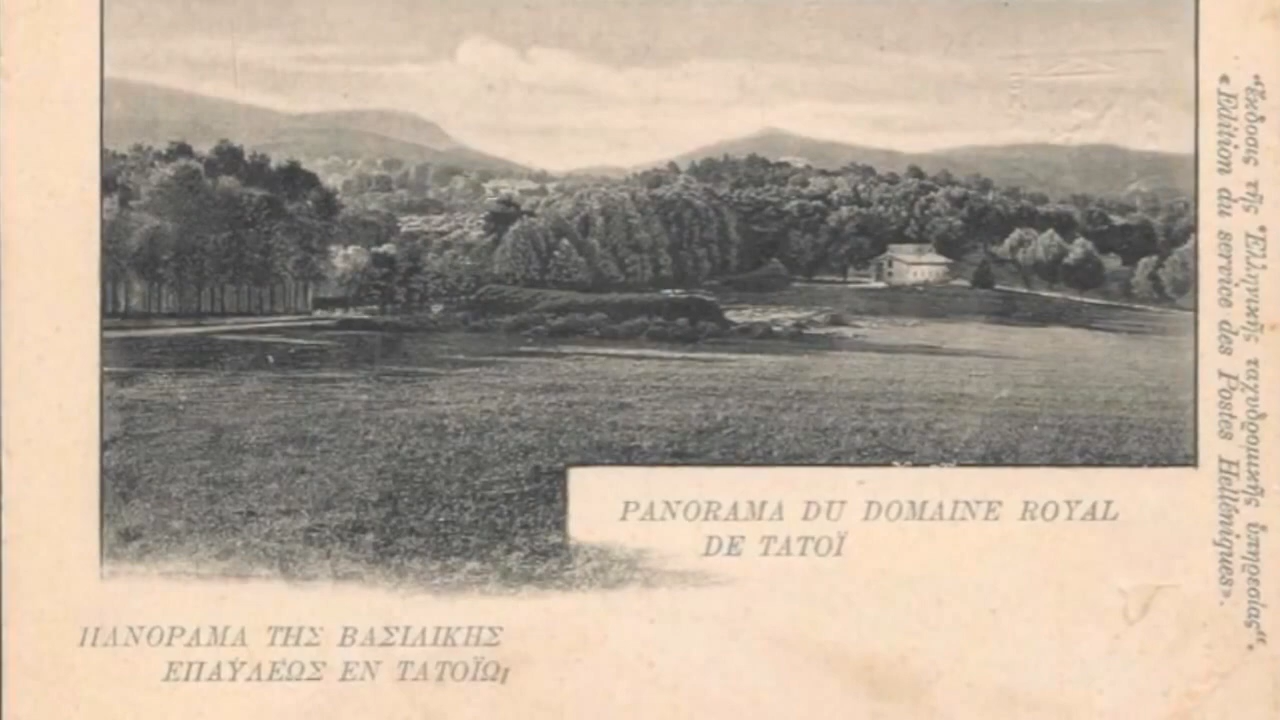 PANORAMA DU DOMAINE ROYAL
DE TATOÏ
ΠΑΝΟΡΑΜΑ ΤΗΣ ΒΑΣΙΛΙΚΗΣ
ΕΠΑΥΛΕΩΣ ΕΝ ΤΑΤΟΪΩι
“Ἔκδοσις τῆς Ἑλληνικῆς ταχυδρομικῆς ὑπηρεσίας“.
«Edition du service des Postes Helléniques».